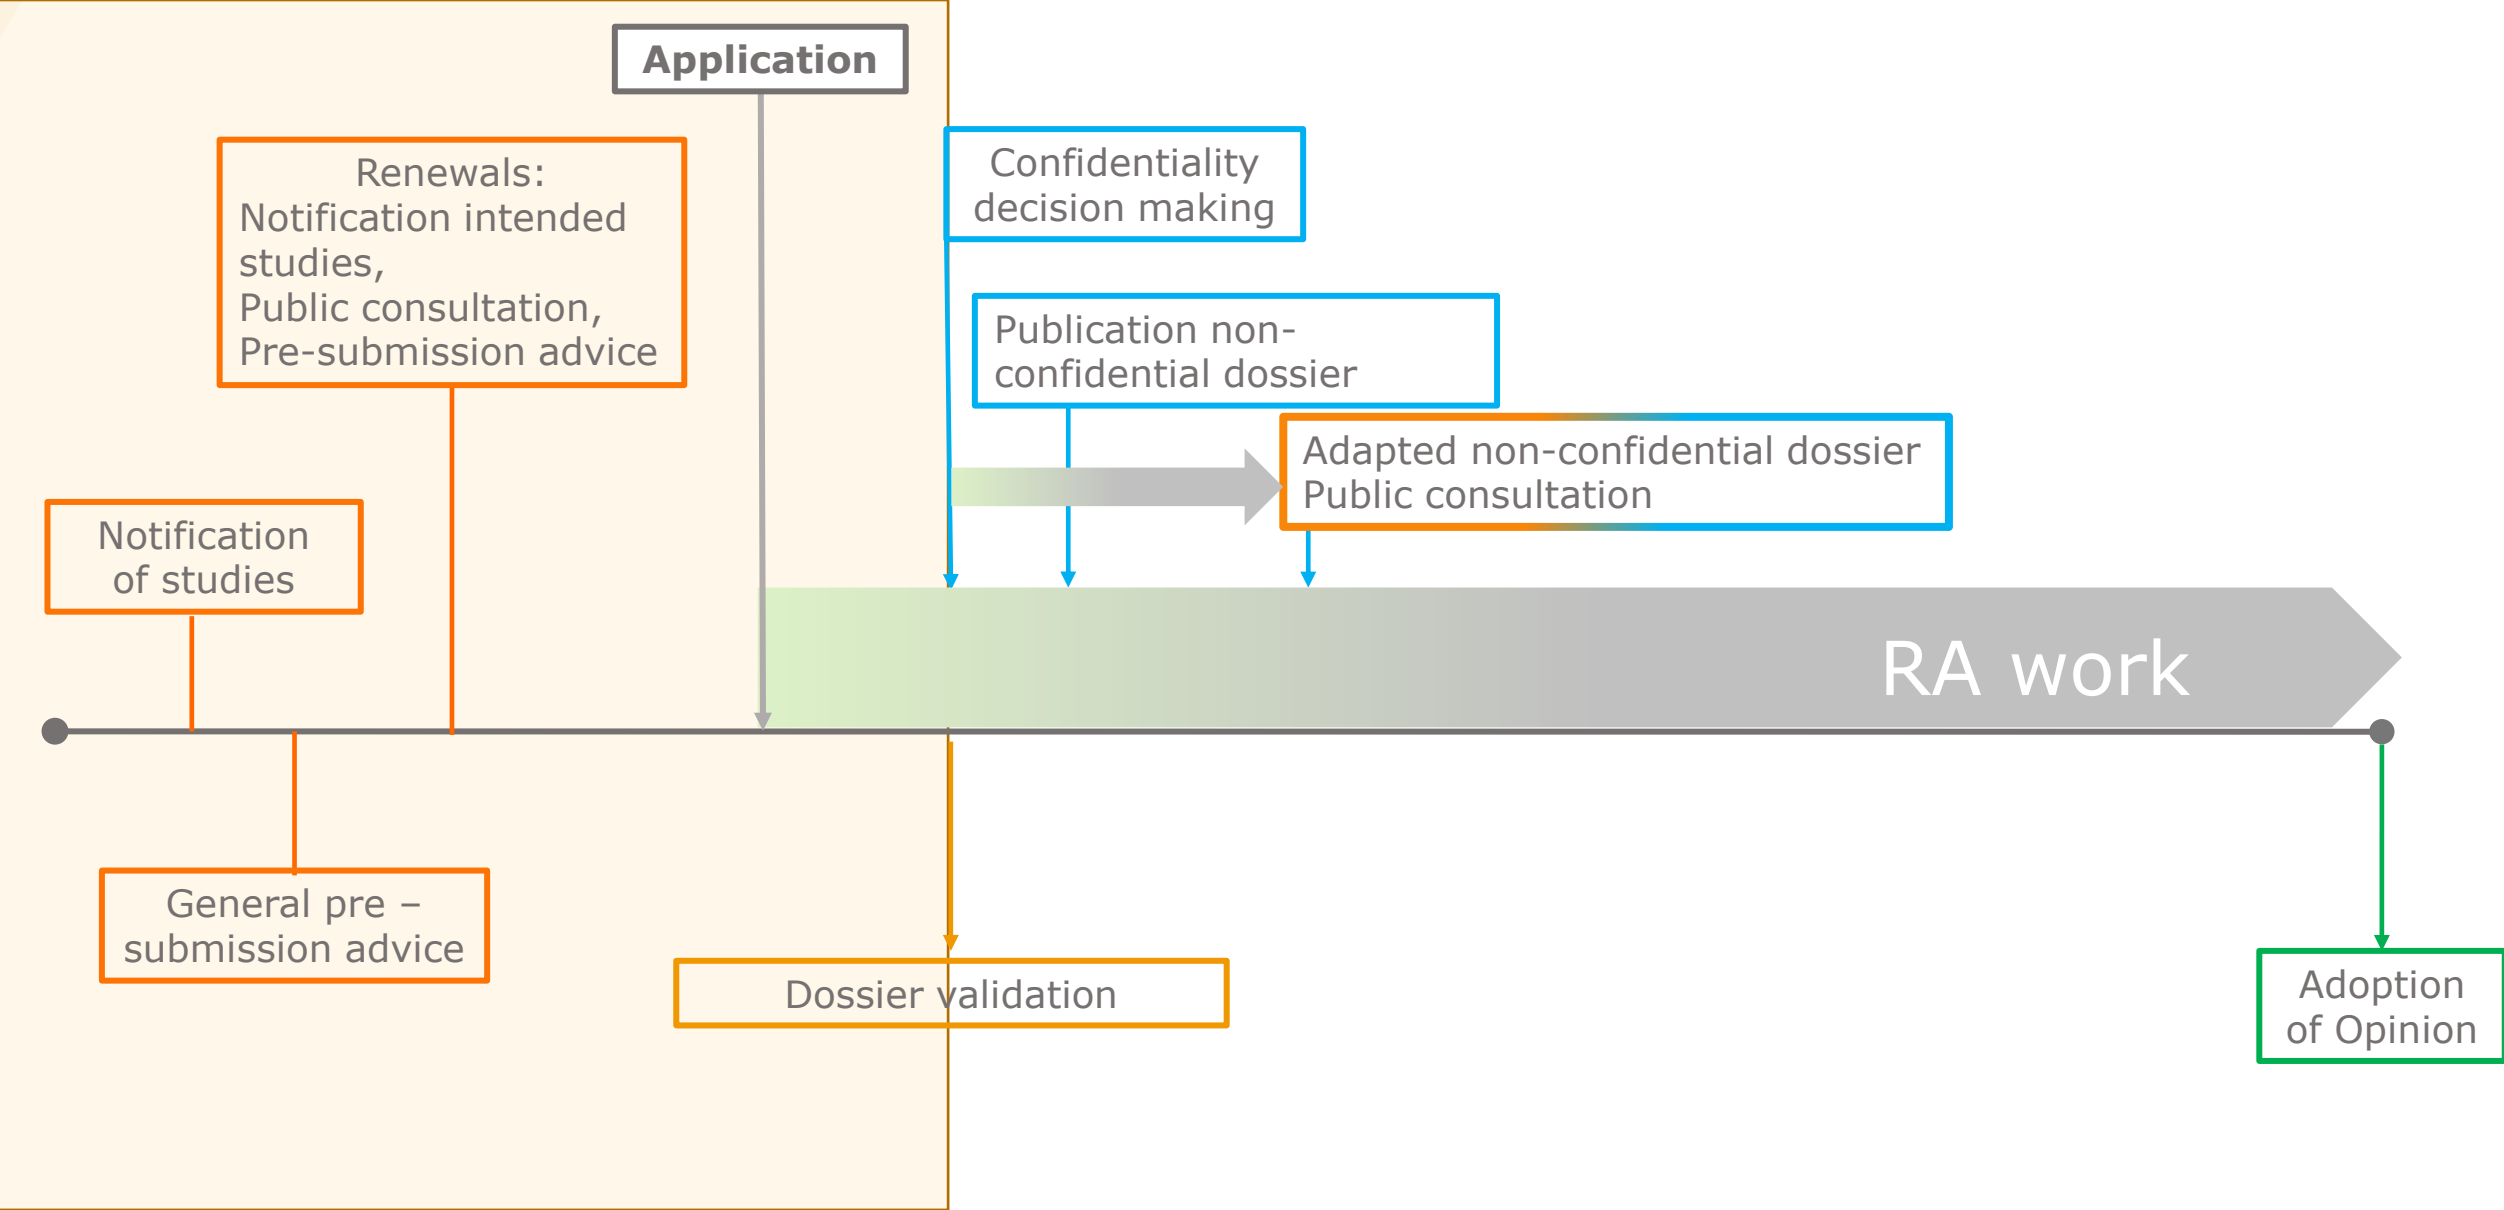 Application
Confidentiality
decision making
Renewals:
Notification intended
studies,
Public consultation,
Pre-submission advice
Publication non-
confidential dossier
Adapted non-confidential dossier
Public consultation
Notification
of studies
RA work
General pre –
submission advice
Dossier validation
Adoption
of Opinion